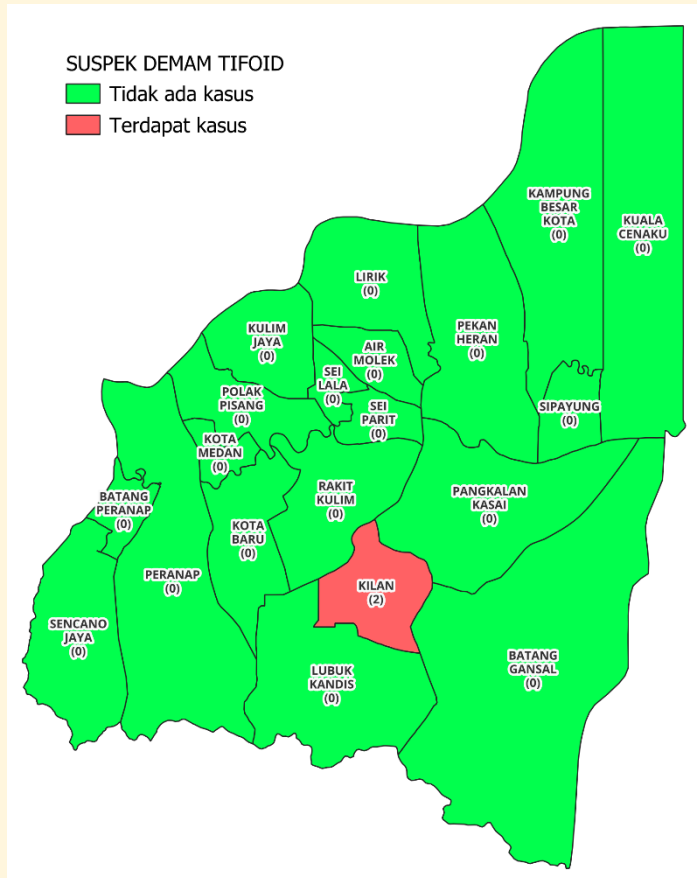 SUSPEK DEMAM TIFOID
Tidak ada kasus
Terdapat kasus
KAMPUNG
BESAR
KOTA
(0)
KUALA
CENAKU
(0)
LIRIK
(0)
PEKAN
HERAN
(0)
KULIM
JAYA
(0)
AIR
MOLEK
(0)
SEI
LALA
(0)
POLAK
PISANG
(0)
SEI
PARIT
(0)
SIPAYUNG
(0)
KOTA
MEDAN
(0)
RAKIT
KULIM
(0)
PANGKALAN
KASAI
(0)
BATANG
PERANAP
(0)
KOTA
BARU
(0)
PERANAP
(0)
KILAN
(2)
SENCANO
JAYA
(0)
LUBUK
KANDIS
(0)
BATANG
GANSAL
(0)